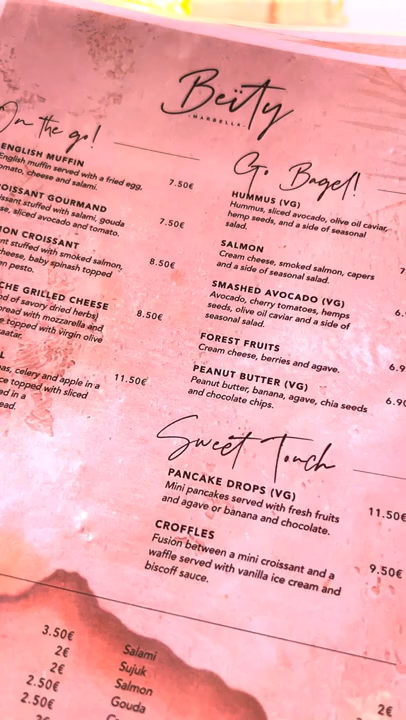 Beïty
·MARBELLA·
On the go!
ENGLISH MUFFIN
English muffin served with a fried egg,
cheese and salami.
7.50€
GOURMAND
stuffed with salami, gouda
sliced avocado and tomato.
7.50€
CROISSANT
stuffed with smoked salmon,
cheese, baby spinash topped
pesto.
8.50€
GRILLED CHEESE
of savory dried herbs)
bread with mozzarella and
topped with virgin olive
8.50€
celery and apple in a
topped with sliced
in a
11.50€
Go Bagel!
HUMMUS (VG)
Hummus, sliced avocado, olive oil caviar,
hemp seeds, and a side of seasonal
salad.
SALMON
Cream cheese, smoked salmon, capers
and a side of seasonal salad.
SMASHED AVOCADO (VG)
Avocado, cherry tomatoes, hemps
seeds, olive oil caviar and a side of
seasonal salad.
FOREST FRUITS
Cream cheese, berries and agave.
PEANUT BUTTER (VG)
Peanut butter, banana, agave, chia seeds
and chocolate chips.
6.90
Sweet Touch
PANCAKE DROPS (VG)
Mini pancakes served with fresh fruits
and agave or banana and chocolate.
11.50€
CROFFLES
Fusion between a mini croissant and a
waffle served with vanilla ice cream and
biscoff sauce.
9.50€
3.50€ Salami
2€ Sujuk
2€ Salmon
2.50€ Gouda
2.50€
2€